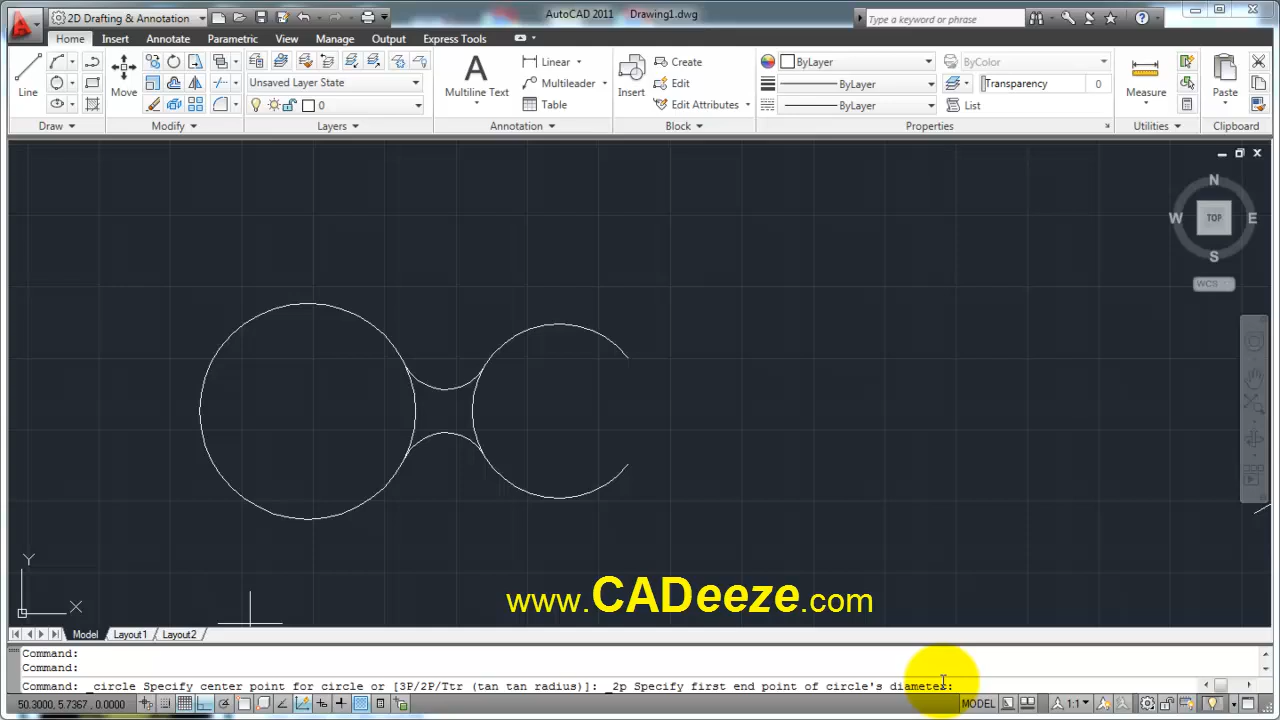 2D Drafting & Annotation
AutoCAD 2011 Drawing1.dwg
Type a keyword or phrase
Home Insert Annotate Parametric View Manage Output Express Tools
Line
Move
Unsaved Layer State
0
A
Multiline Text
Linear
Multileader
Table
Insert
Create
Edit
Edit Attributes
ByLayer
ByLayer
ByLayer
ByColor
Transparency 0
List
Measure
Paste
Draw Modify Layers Annotation Block Properties Utilities Clipboard
N
W TOP E
S
WCS
Y
X
www.CADeeze.com
Model Layout1 Layout2
Command:
Command:
Command: _circle Specify center point for circle or [3P/2P/Ttr (tan tan radius)]: _2p Specify first end point of circle's diameter:
50.3000, 5.7367, 0.0000 MODEL 1:1